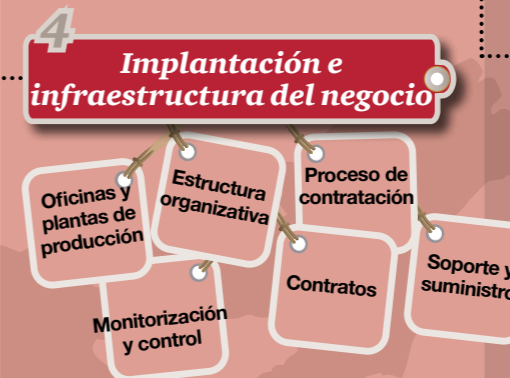 4
Implantación e
infraestructura del negocio
Oficinas y
plantas de
producción
Estructura
organizativa
Proceso de
contratación
Monitorización
y control
Contratos
Soporte y
suministro